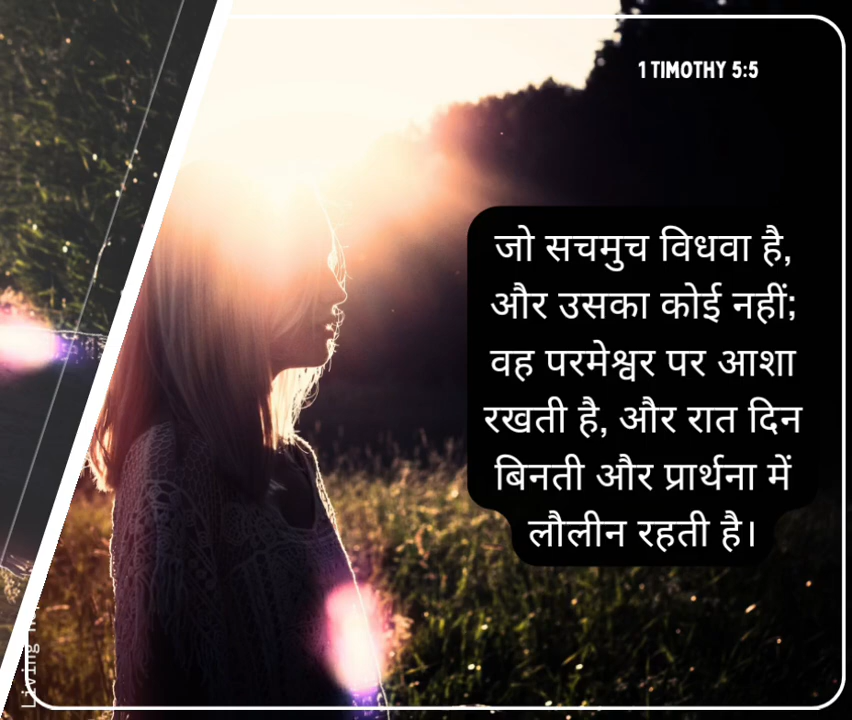 1 TIMOTHY 5:5
जो सचमुच विधवा है,
और उसका कोई नहीं;
वह परमेश्वर पर आशा
रखती है, और रात दिन
बिनती और प्रार्थना में
लौलीन रहती है।
Living